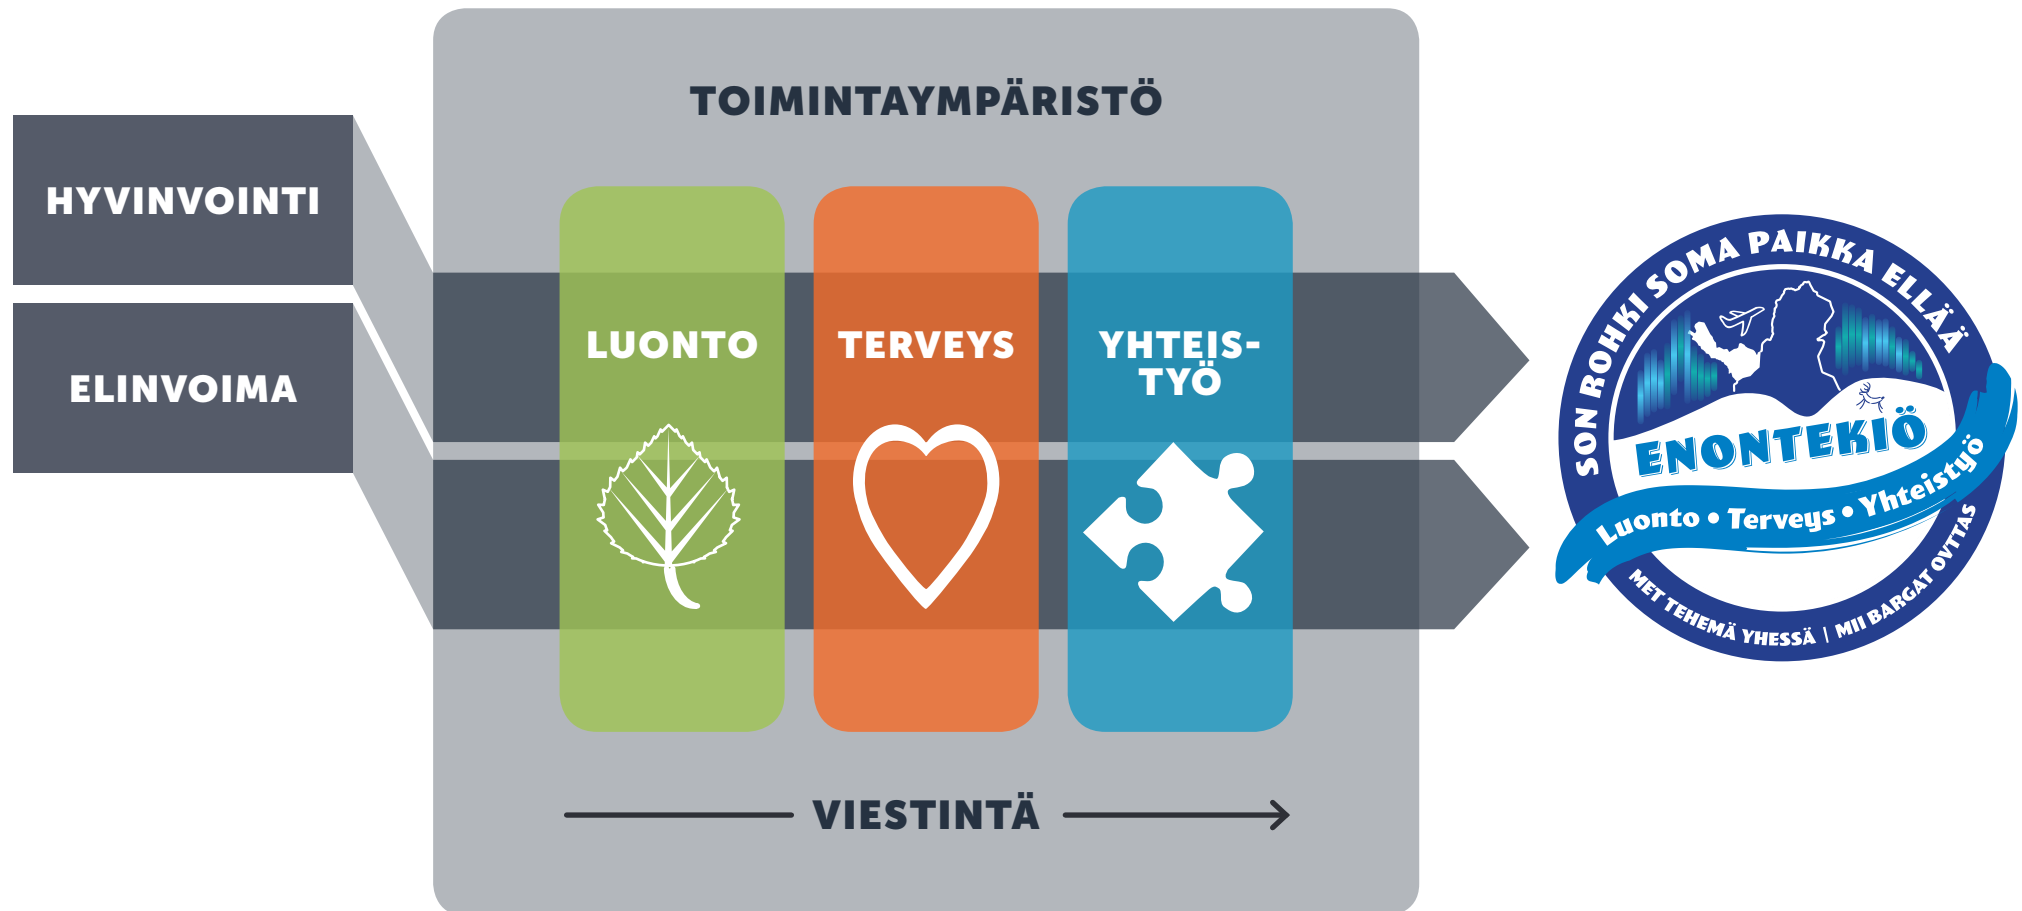 TOIMINTAYMPÄRISTÖ
HYVINVOINTI
ELINVOIMA
LUONTO
TERVEYS
YHTEIS-
TYÖ
VIESTINTÄ
SON ROHKI SOMA PAIKKA ELLÄÄ
ENONTEKIÖ
Luonto • Terveys • Yhteistyö
MET TEHEMÄ YHESSÄ | MII BARGAT OVTTAS